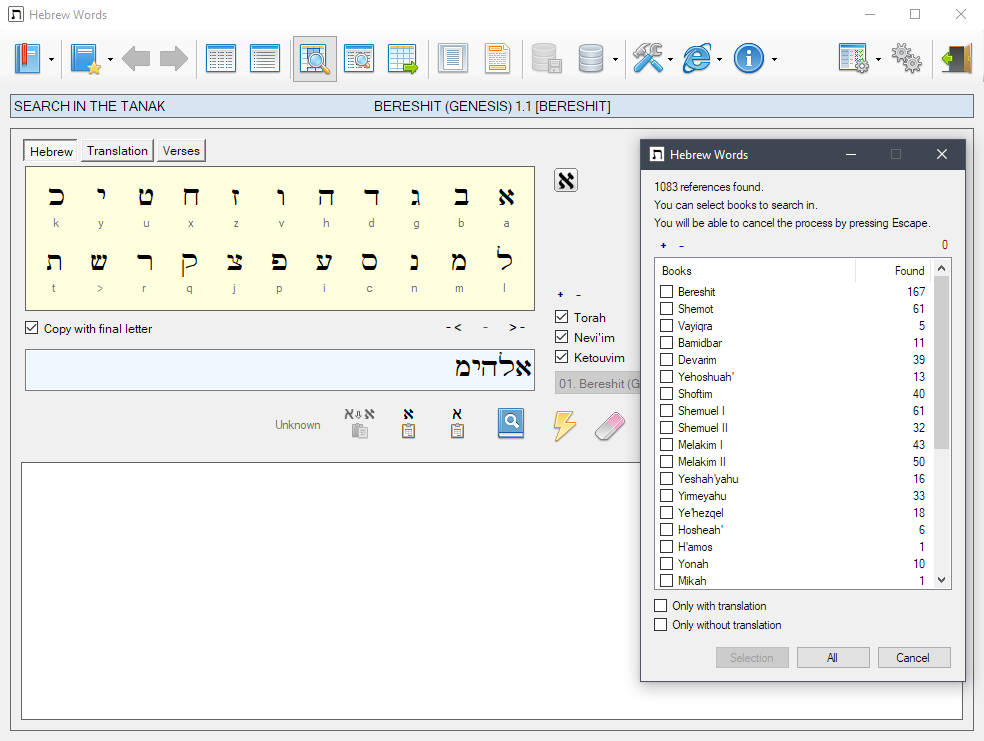 Hebrew Words
SEARCH IN THE TANAK BERESHIT (GENESIS) 1.1 [BERESHIT]
Hebrew Translation Verses
כ י ט ח ז ו ה ד ג ב א
k y u x z v h d g b a
ת ש ר ק צ פ ע ס נ מ ל
t > r q j p i c n m l
Copy with final letter - < - > -
אלהימ
Unknown
א
+ -
Torah
Nevi'im
Ketouvim
01. Bereshit (G
Hebrew Words
1083 references found.
You can select books to search in.
You will be able to cancel the process by pressing Escape.
+ - 0
Books Found
Bereshit 167
Shemot 61
Vayiqra 5
Bamidbar 11
Devarim 39
Yehoshuah' 13
Shoftim 40
Shemuel I 61
Shemuel II 32
Melakim I 43
Melakim II 50
Yeshah'yahu 16
Yirmeyahu 33
Ye'hezqel 18
Hosheah' 6
H'amos 1
Yonah 10
Mikah 1
Only with translation
Only without translation
Selection All Cancel